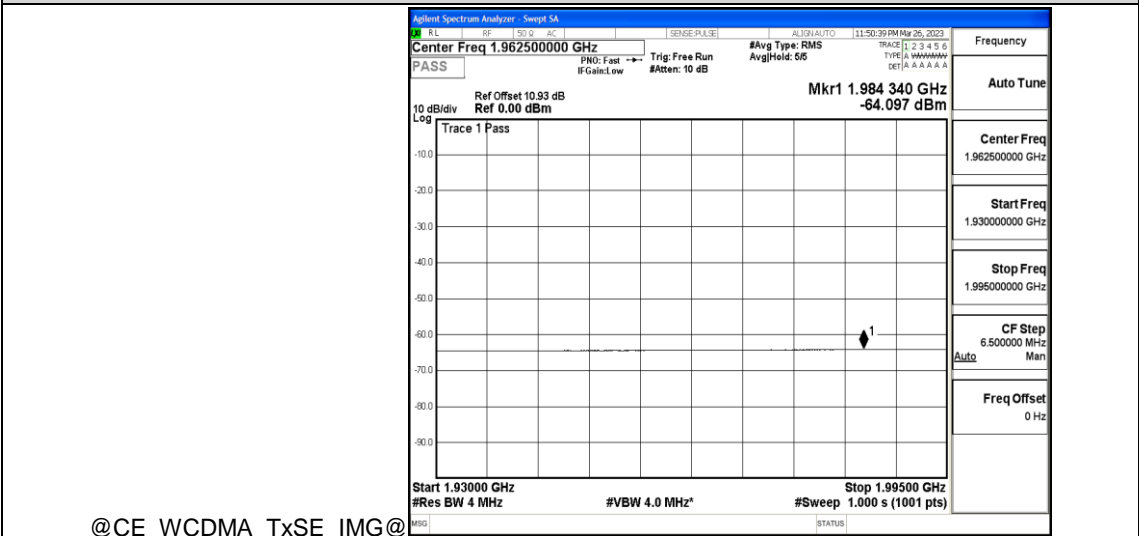 Agilent Spectrum Analyzer - Swept SA
RL RF 50 Ω AC SENSE:PULSE ALIGNAUTO 11:50:39 PM Mar 26, 2023
Center Freq 1.962500000 GHz #Avg Type: RMS TRACE 1 2 3 4 5 6
PASS PNO: Fast Trig: Free Run Avg|Hold: 5/5 TYPE A WWWWW
IFGain:Low #Atten: 10 dB DET A A A A A A
Mkr1 1.984 340 GHz
-64.097 dBm
Ref Offset 10.93 dB
10 dB/div Ref 0.00 dBm
Log
Trace 1 Pass
-10.0
-20.0
-30.0
-40.0
-50.0
-60.0
-70.0
-80.0
-90.0
1
Start 1.93000 GHz Stop 1.99500 GHz
#Res BW 4 MHz #VBW 4.0 MHz* #Sweep 1.000 s (1001 pts)
MSG STATUS
Frequency
Auto Tune
Center Freq
1.962500000 GHz
Start Freq
1.930000000 GHz
Stop Freq
1.995000000 GHz
CF Step
6.500000 MHz
Auto Man
Freq Offset
0 Hz
@CE_WCDMA_TxSE_IMG@